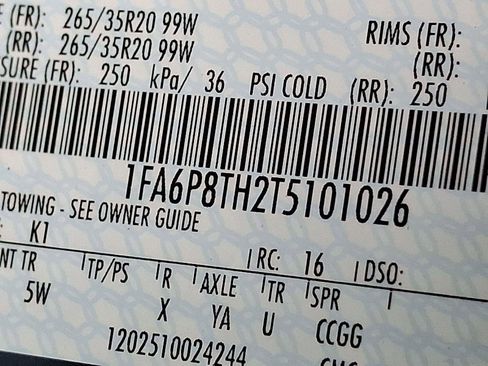 E (FR): 265/35R20 99W RIMS (FR):
(RR): 265/35R20 99W (RR):
SURE (FR): 250 kPa/ 36 PSI COLD (RR): 250
1FA6P8TH2T5101026
TOWING - SEE OWNER GUIDE
: K1 RC: 16 DSO:
NT TR TP/PS R AXLE TR SPR
5W X YA U CCGG
1202510024244